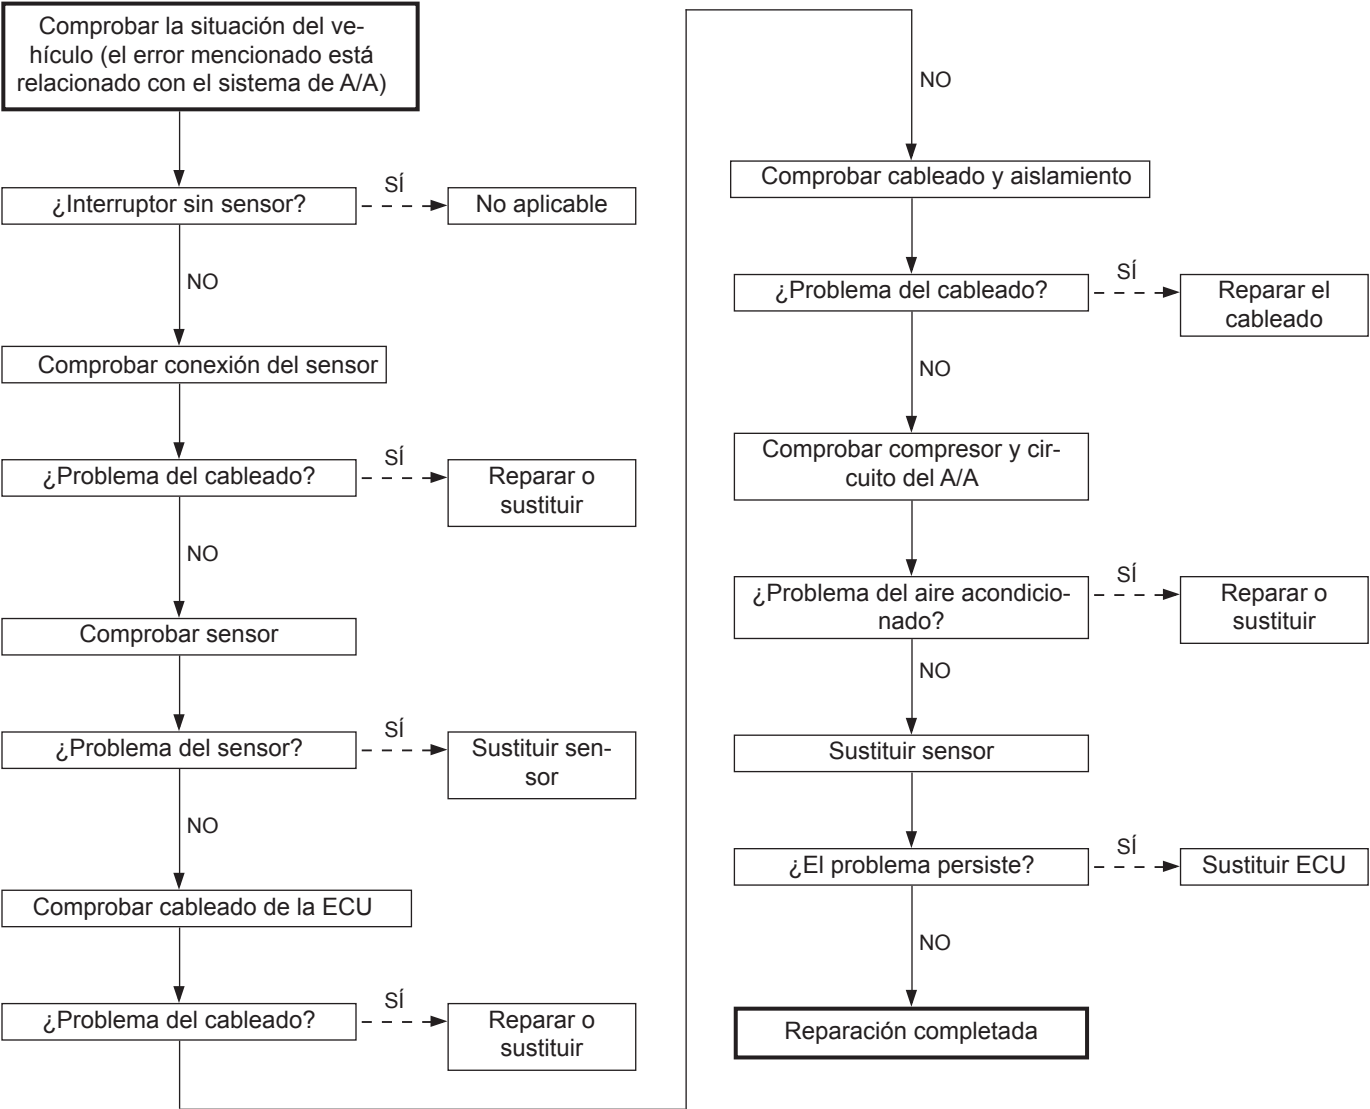 Comprobar la situación del ve-
hículo (el error mencionado está
relacionado con el sistema de A/A)
¿Interruptor sin sensor?
SÍ
No aplicable
NO
Comprobar conexión del sensor
¿Problema del cableado?
SÍ
Reparar o
sustituir
NO
Comprobar sensor
¿Problema del sensor?
SÍ
Sustituir sen-
sor
NO
Comprobar cableado de la ECU
¿Problema del cableado?
SÍ
Reparar o
sustituir
NO
Comprobar cableado y aislamiento
¿Problema del cableado?
SÍ
Reparar el
cableado
NO
Comprobar compresor y cir-
cuito del A/A
¿Problema del aire acondicio-
nado?
SÍ
Reparar o
sustituir
NO
Sustituir sensor
¿El problema persiste?
SÍ
Sustituir ECU
NO
Reparación completada